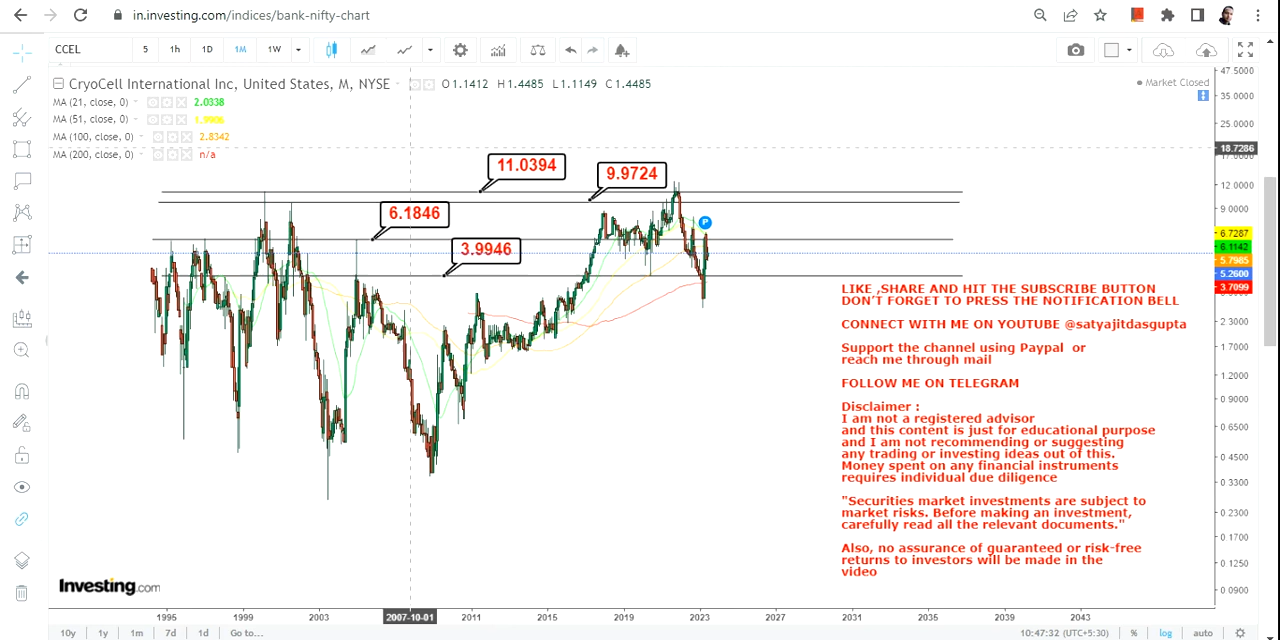 in.investing.com/indices/bank-nifty-chart
CCEL 5 1h 1D 1M 1W
CryoCell International Inc, United States, M, NYSE O1.1412 H1.4485 L1.1149 C1.4485
Market Closed
MA (21, close, 0) 2.0338
MA (51, close, 0)
MA (100, close, 0) 2.8342
MA (200, close, 0) n/a
47.5000
35.0000
25.0000
18.7286
12.0000
9.0000
6.7287
6.1142
5.7985
5.2600
3.7099
2.3000
1.7000
1.2000
0.9000
0.6500
0.4500
0.3300
0.2300
0.1700
0.1250
0.0900
11.0394
9.9724
6.1846
3.9946
P
LIKE ,SHARE AND HIT THE SUBSCRIBE BUTTON
DON'T FORGET TO PRESS THE NOTIFICATION BELL
CONNECT WITH ME ON YOUTUBE @satyajitdasgupta
Support the channel using Paypal or
reach me through mail
FOLLOW ME ON TELEGRAM
Disclaimer :
I am not a registered advisor
and this content is just for educational purpose
and I am not recommending or suggesting
any trading or investing ideas out of this.
Money spent on any financial instruments
requires individual due diligence
"Securities market investments are subject to
market risks. Before making an investment,
carefully read all the relevant documents."
Also, no assurance of guaranteed or risk-free
returns to investors will be made in the
video
Investing.com
1995 1999 2003 2007-10-01 2011 2015 2019 2023 2027 2031 2035 2039 2043
10y 1y 1m 7d 1d Go to... 10:47:32 (UTC+5:30) % log auto